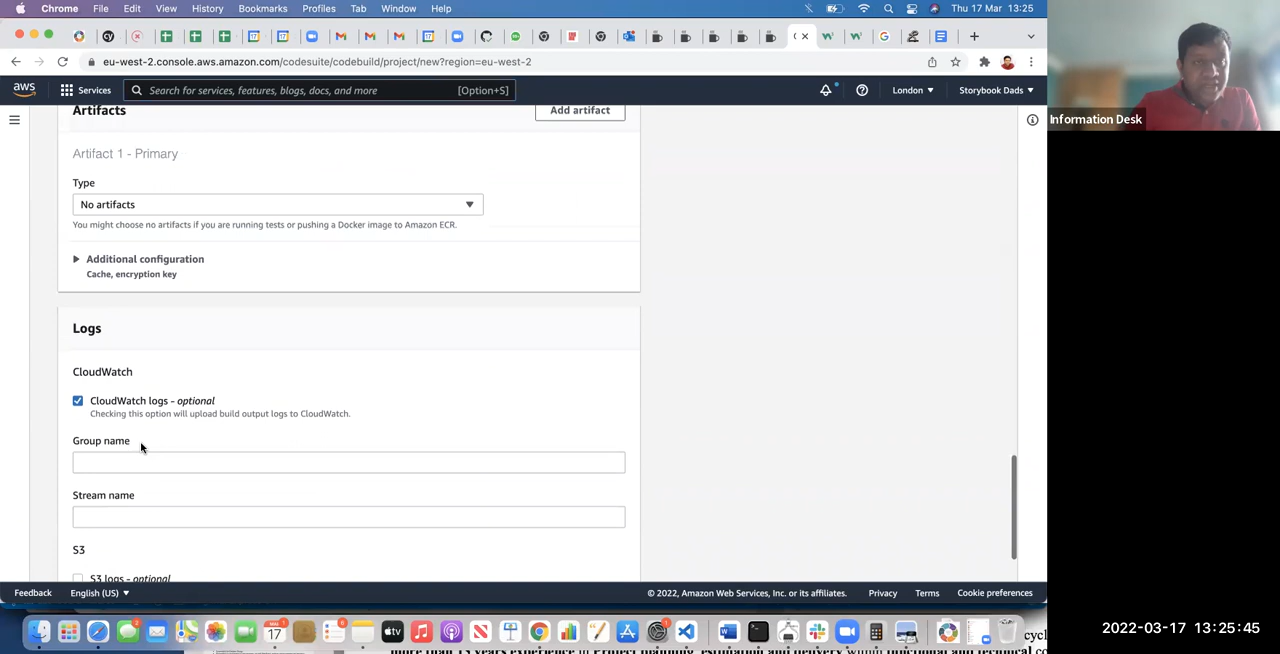 Chrome File Edit View History Bookmarks Profiles Tab Window Help Thu 17 Mar 13:25
eu-west-2.console.aws.amazon.com/codesuite/codebuild/project/new?region=eu-west-2
aws Services Search for services, features, blogs, docs, and more [Option+S] London Storybook Dads
Information Desk
Artifacts Add artifact
Artifact 1 - Primary
Type
No artifacts
You might choose no artifacts if you are running tests or pushing a Docker image to Amazon ECR.
Additional configuration
Cache, encryption key
Logs
CloudWatch
CloudWatch logs - optional
Checking this option will upload build output logs to CloudWatch.
Group name
Stream name
S3
S3 logs - optional
Feedback English (US) © 2022, Amazon Web Services, Inc. or its affiliates. Privacy Terms Cookie preferences
2022-03-17 13:25:45